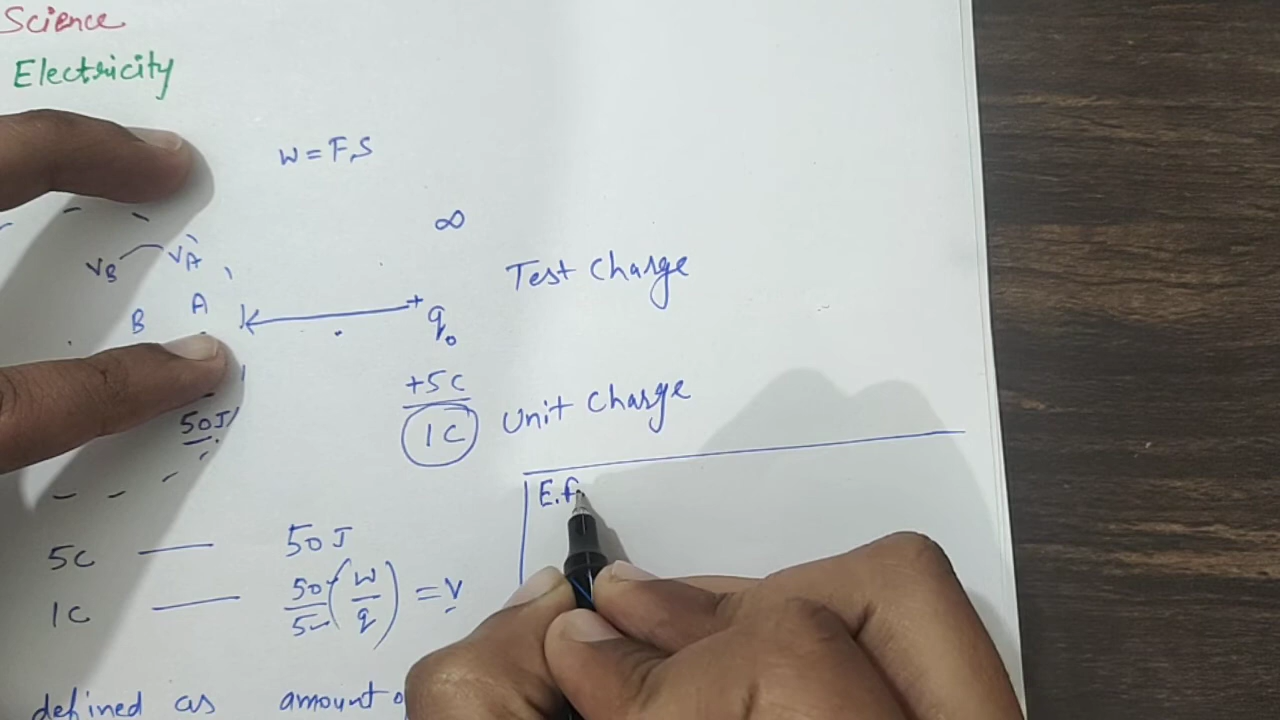 Science
Electricity
W = F.S
∞
VB VA
Test Charge
B A
+ q₀
+5C
1C Unit Charge
50J
E.f
5C — 50J
1C — 50/5 (W/q) = V
defined as amount